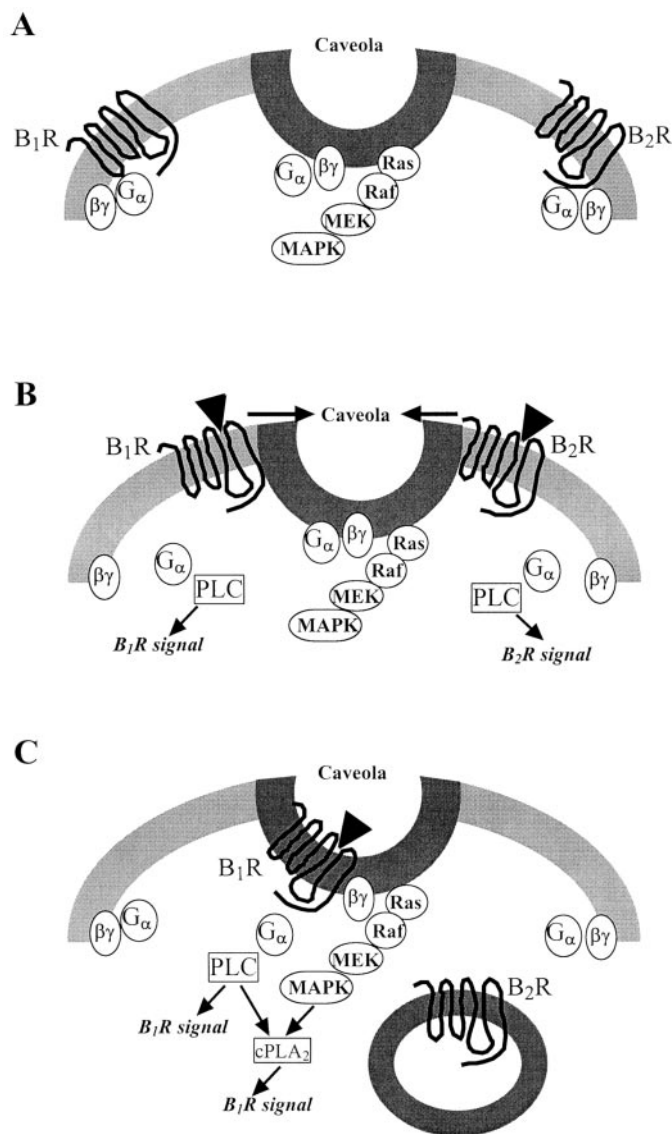 A
Caveola
B₁R
B₂R
Gα
βγ
Gα
βγ
Ras
Raf
MEK
MAPK
Gα
βγ
B
Caveola
B₁R
B₂R
βγ
Gα
PLC
B₁R signal
Gα
βγ
Ras
Raf
MEK
MAPK
Gα
βγ
PLC
B₂R signal
C
Caveola
B₁R
βγ
Gα
Gα
βγ
Ras
Raf
MEK
MAPK
PLC
B₁R signal
cPLA₂
B₁R signal
Gα
βγ
B₂R